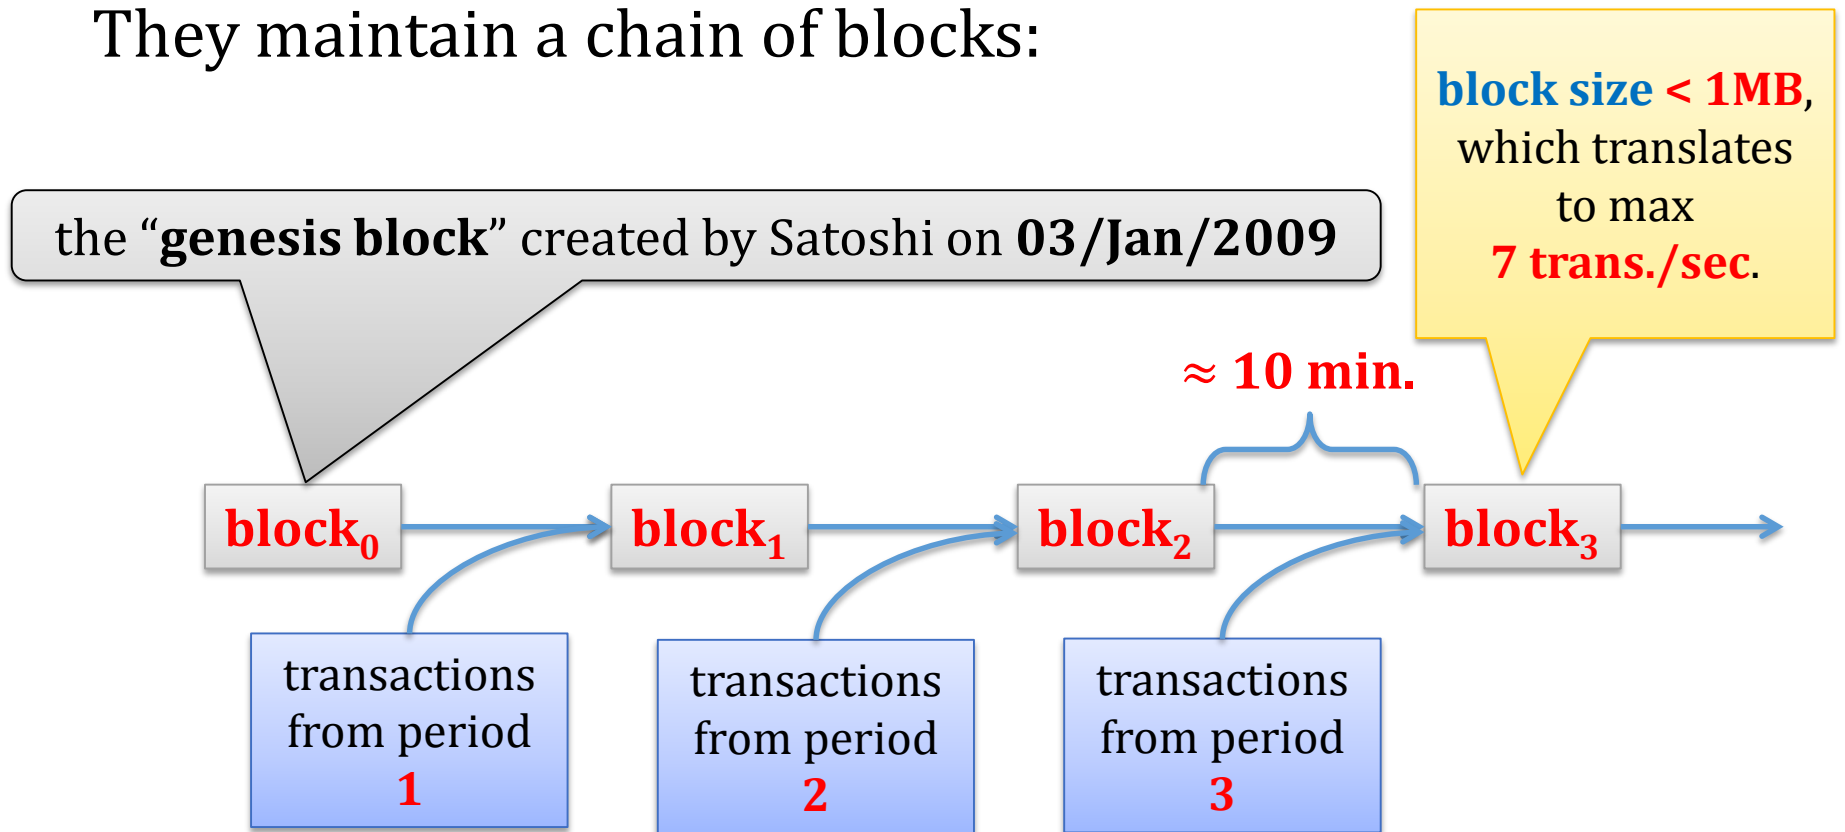 They maintain a chain of blocks:
block size < 1MB,
which translates
to max
7 trans./sec.
the “genesis block” created by Satoshi on 03/Jan/2009
≈ 10 min.
block₀
block₁
block₂
block₃
transactions
from period
1
transactions
from period
2
transactions
from period
3